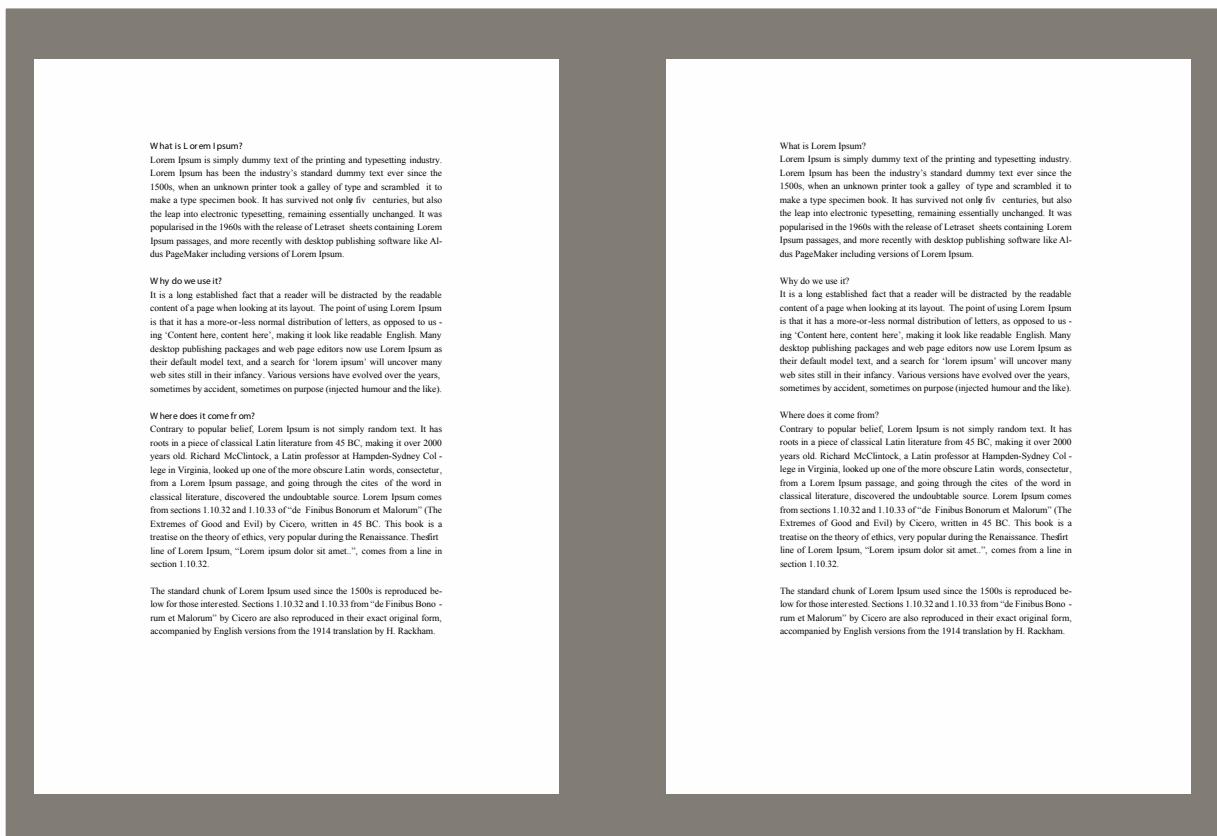 What is Lorem Ipsum?
Lorem Ipsum is simply dummy text of the printing and typesetting industry.
Lorem Ipsum has been the industry’s standard dummy text ever since the
1500s, when an unknown printer took a galley of type and scrambled it to
make a type specimen book. It has survived not only fiv centuries, but also
the leap into electronic typesetting, remaining essentially unchanged. It was
popularised in the 1960s with the release of Letraset sheets containing Lorem
Ipsum passages, and more recently with desktop publishing software like Al-
dus PageMaker including versions of Lorem Ipsum.
Why do we use it?
It is a long established fact that a reader will be distracted by the readable
content of a page when looking at its layout. The point of using Lorem Ipsum
is that it has a more-or-less normal distribution of letters, as opposed to us -
ing ‘Content here, content here’, making it look like readable English. Many
desktop publishing packages and web page editors now use Lorem Ipsum as
their default model text, and a search for ‘lorem ipsum’ will uncover many
web sites still in their infancy. Various versions have evolved over the years,
sometimes by accident, sometimes on purpose (injected humour and the like).
Where does it come from?
Contrary to popular belief, Lorem Ipsum is not simply random text. It has
roots in a piece of classical Latin literature from 45 BC, making it over 2000
years old. Richard McClintock, a Latin professor at Hampden-Sydney Col -
lege in Virginia, looked up one of the more obscure Latin words, consectetur,
from a Lorem Ipsum passage, and going through the cites of the word in
classical literature, discovered the undoubtable source. Lorem Ipsum comes
from sections 1.10.32 and 1.10.33 of “de Finibus Bonorum et Malorum” (The
Extremes of Good and Evil) by Cicero, written in 45 BC. This book is a
treatise on the theory of ethics, very popular during the Renaissance. The
line of Lorem Ipsum, “Lorem ipsum dolor sit amet..”, comes from a line in
section 1.10.32.
The standard chunk of Lorem Ipsum used since the 1500s is reproduced be-
low for those interested. Sections 1.10.32 and 1.10.33 from “de Finibus Bono -
rum et Malorum” by Cicero are also reproduced in their exact original form,
accompanied by English versions from the 1914 translation by H. Rackham.
What is Lorem Ipsum?
Lorem Ipsum is simply dummy text of the printing and typesetting industry.
Lorem Ipsum has been the industry’s standard dummy text ever since the
1500s, when an unknown printer took a galley of type and scrambled it to
make a type specimen book. It has survived not only fiv centuries, but also
the leap into electronic typesetting, remaining essentially unchanged. It was
popularised in the 1960s with the release of Letraset sheets containing Lorem
Ipsum passages, and more recently with desktop publishing software like Al-
dus PageMaker including versions of Lorem Ipsum.
Why do we use it?
It is a long established fact that a reader will be distracted by the readable
content of a page when looking at its layout. The point of using Lorem Ipsum
is that it has a more-or-less normal distribution of letters, as opposed to us -
ing ‘Content here, content here’, making it look like readable English. Many
desktop publishing packages and web page editors now use Lorem Ipsum as
their default model text, and a search for ‘lorem ipsum’ will uncover many
web sites still in their infancy. Various versions have evolved over the years,
sometimes by accident, sometimes on purpose (injected humour and the like).
Where does it come from?
Contrary to popular belief, Lorem Ipsum is not simply random text. It has
roots in a piece of classical Latin literature from 45 BC, making it over 2000
years old. Richard McClintock, a Latin professor at Hampden-Sydney Col -
lege in Virginia, looked up one of the more obscure Latin words, consectetur,
from a Lorem Ipsum passage, and going through the cites of the word in
classical literature, discovered the undoubtable source. Lorem Ipsum comes
from sections 1.10.32 and 1.10.33 of “de Finibus Bonorum et Malorum” (The
Extremes of Good and Evil) by Cicero, written in 45 BC. This book is a
treatise on the theory of ethics, very popular during the Renaissance. The
line of Lorem Ipsum, “Lorem ipsum dolor sit amet..”, comes from a line in
section 1.10.32.
The standard chunk of Lorem Ipsum used since the 1500s is reproduced be-
low for those interested. Sections 1.10.32 and 1.10.33 from “de Finibus Bono -
rum et Malorum” by Cicero are also reproduced in their exact original form,
accompanied by English versions from the 1914 translation by H. Rackham.